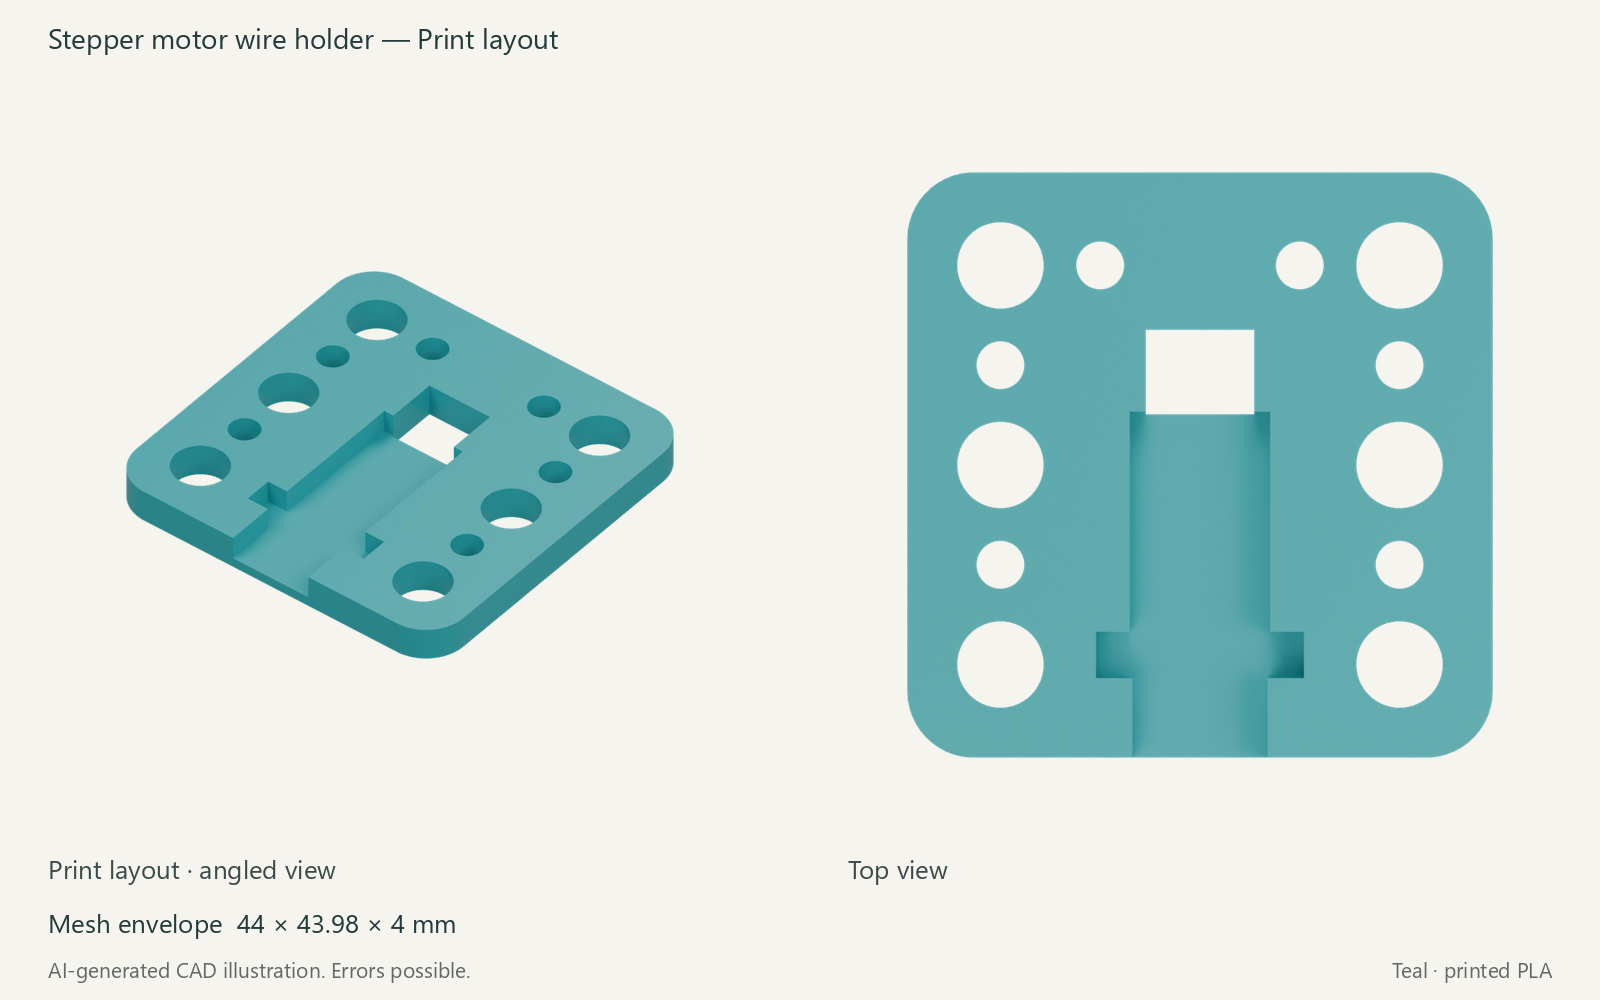 Stepper motor wire holder — Print layout
Print layout · angled view
Top view
Mesh envelope  44 × 43.98 × 4 mm
AI-generated CAD illustration. Errors possible.
Teal · printed PLA